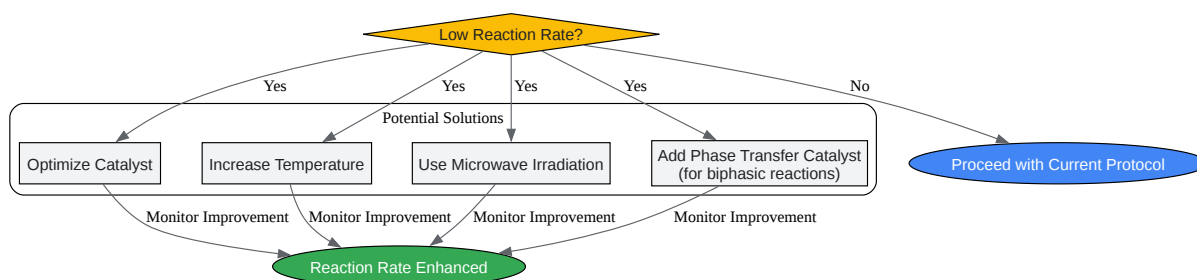 Low Reaction Rate?
Yes
Yes
Yes
Yes
No
Potential Solutions
Optimize Catalyst
Increase Temperature
Use Microwave Irradiation
Add Phase Transfer Catalyst
(for biphasic reactions)
Proceed with Current Protocol
Monitor Improvement
Monitor Improvement
Monitor Improvement
Monitor Improvement
Reaction Rate Enhanced